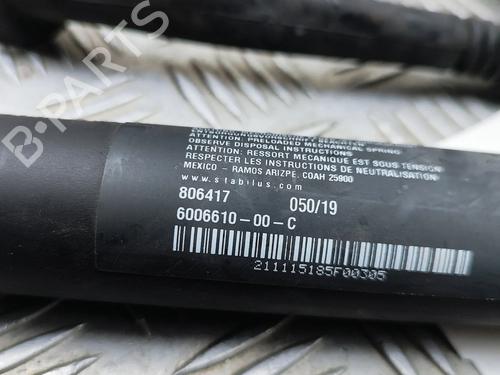 ATTENTION: PRELOADED MECHANICAL SPRING
OBSERVE DISPOSAL INSTRUCTIONS
ATTENTION: RESSORT MECANIQUE EST SOUS TENSION
RESPECTER LES INSTRUCTIONS DE NEUTRALISATION
MEXICO - RAMOS ARIZPE, COAH 25900
www.stabilus.com
806417 050/19
6006610-00-C
211115185F00305
B-PARTS